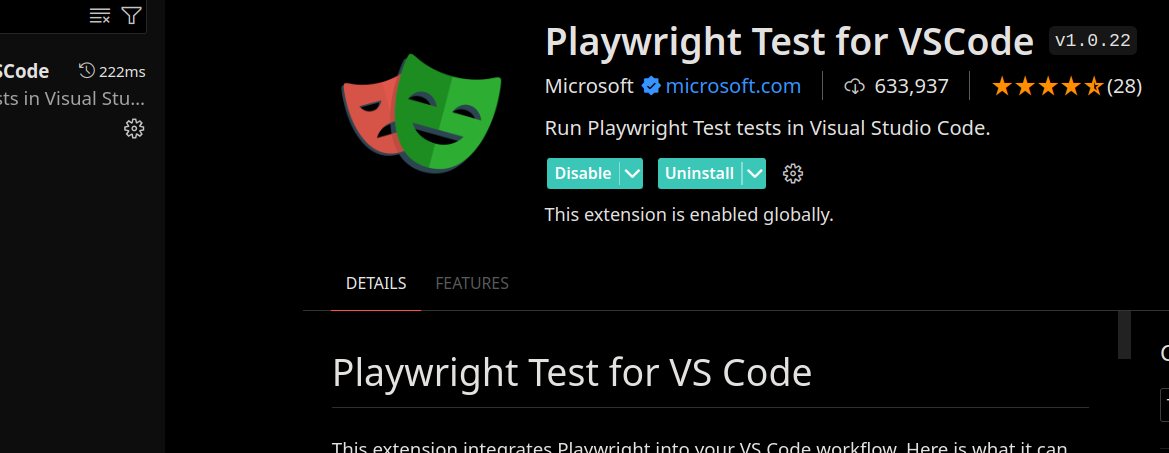 Playwright Test for VSCode v1.0.22
SCode 222ms
Microsoft microsoft.com 633,937 (28)
sts in Visual Stu...
Run Playwright Test tests in Visual Studio Code.
Disable Uninstall
This extension is enabled globally.
DETAILS FEATURES
Playwright Test for VS Code
This extension integrates Playwright into your VS Code workflow. Here is what it can